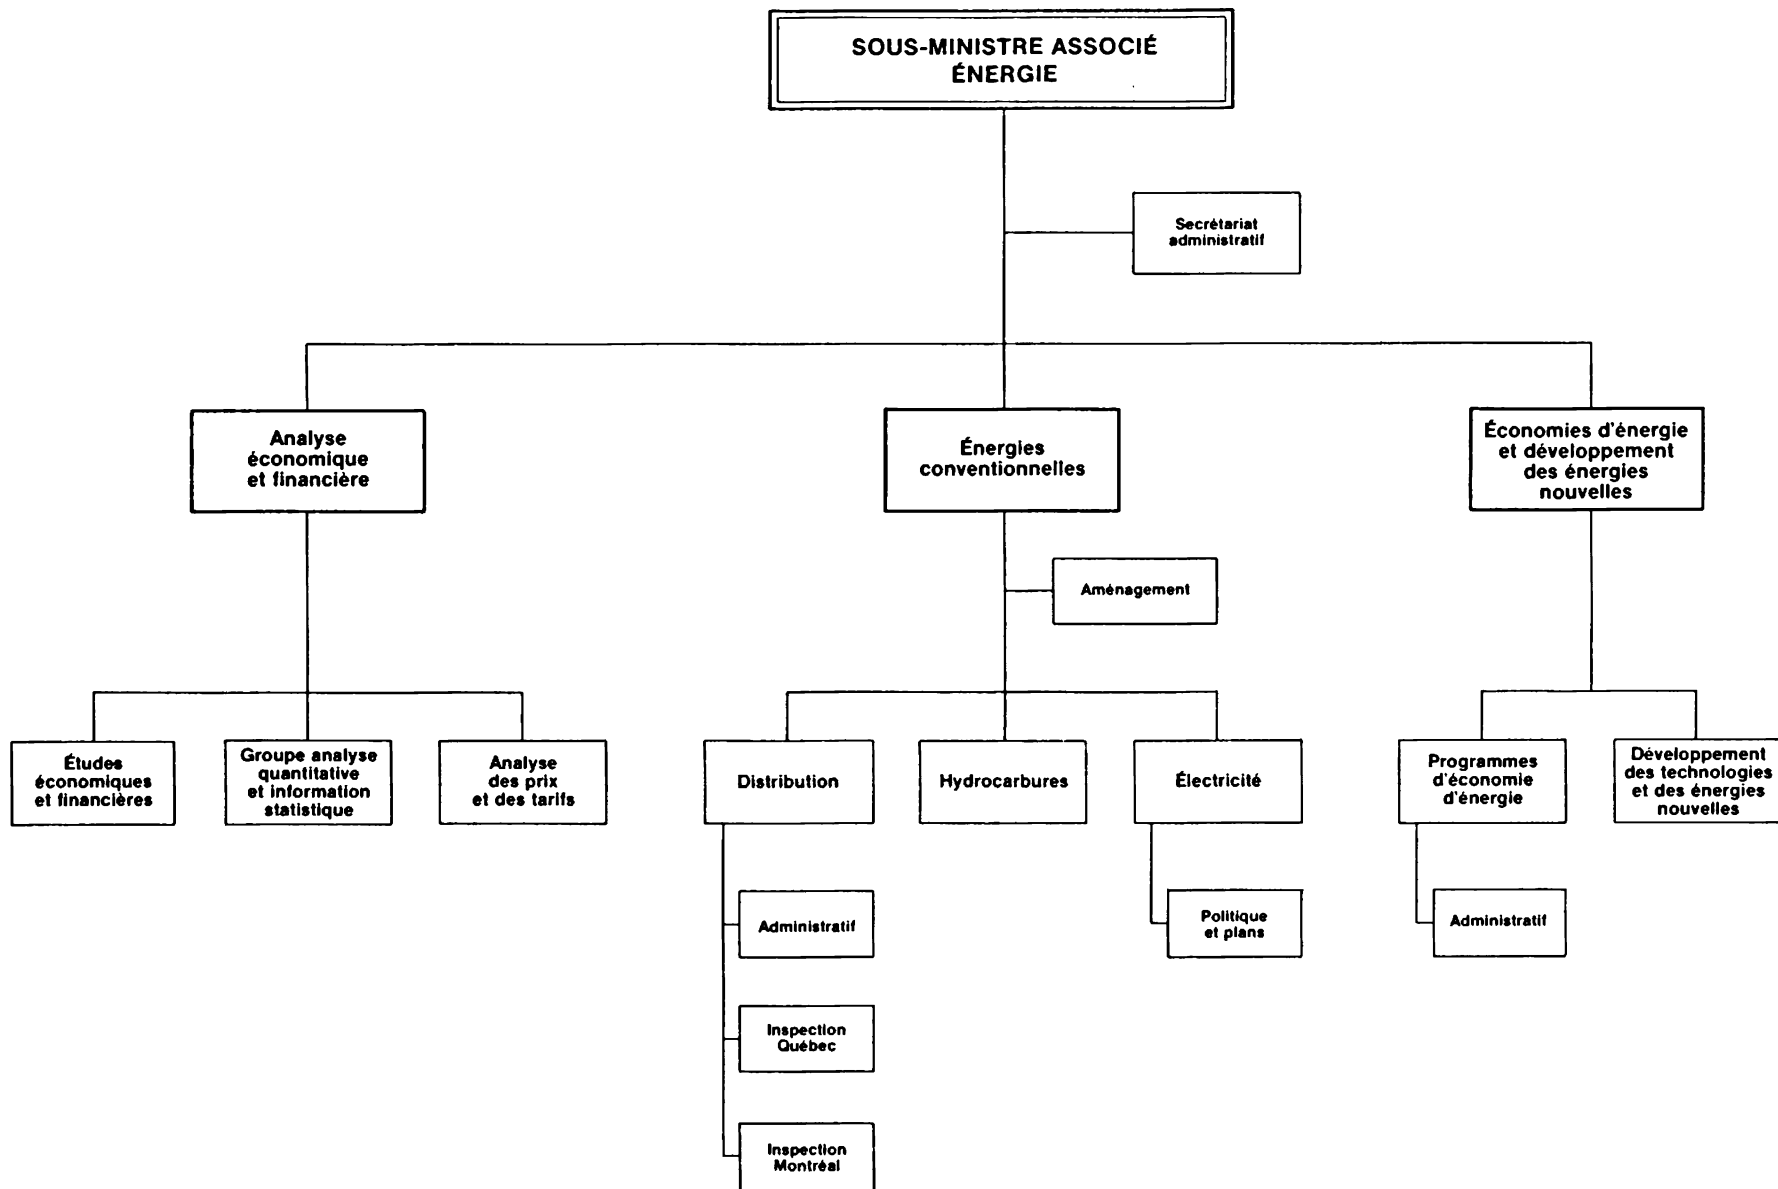 SOUS-MINISTRE ASSOCIÉ
ÉNERGIE
Secrétariat
administratif
Analyse
économique
et financière
Énergies
conventionnelles
Économies d'énergie
et développement
des énergies
nouvelles
Aménagement
Études
économiques
et financières
Groupe analyse
quantitative
et information
statistique
Analyse
des prix
et des tarifs
Distribution
Hydrocarbures
Électricité
Programmes
d'économie
d'énergie
Développement
des technologies
et des énergies
nouvelles
Administratif
Politique
et plans
Administratif
Inspection
Québec
Inspection
Montréal